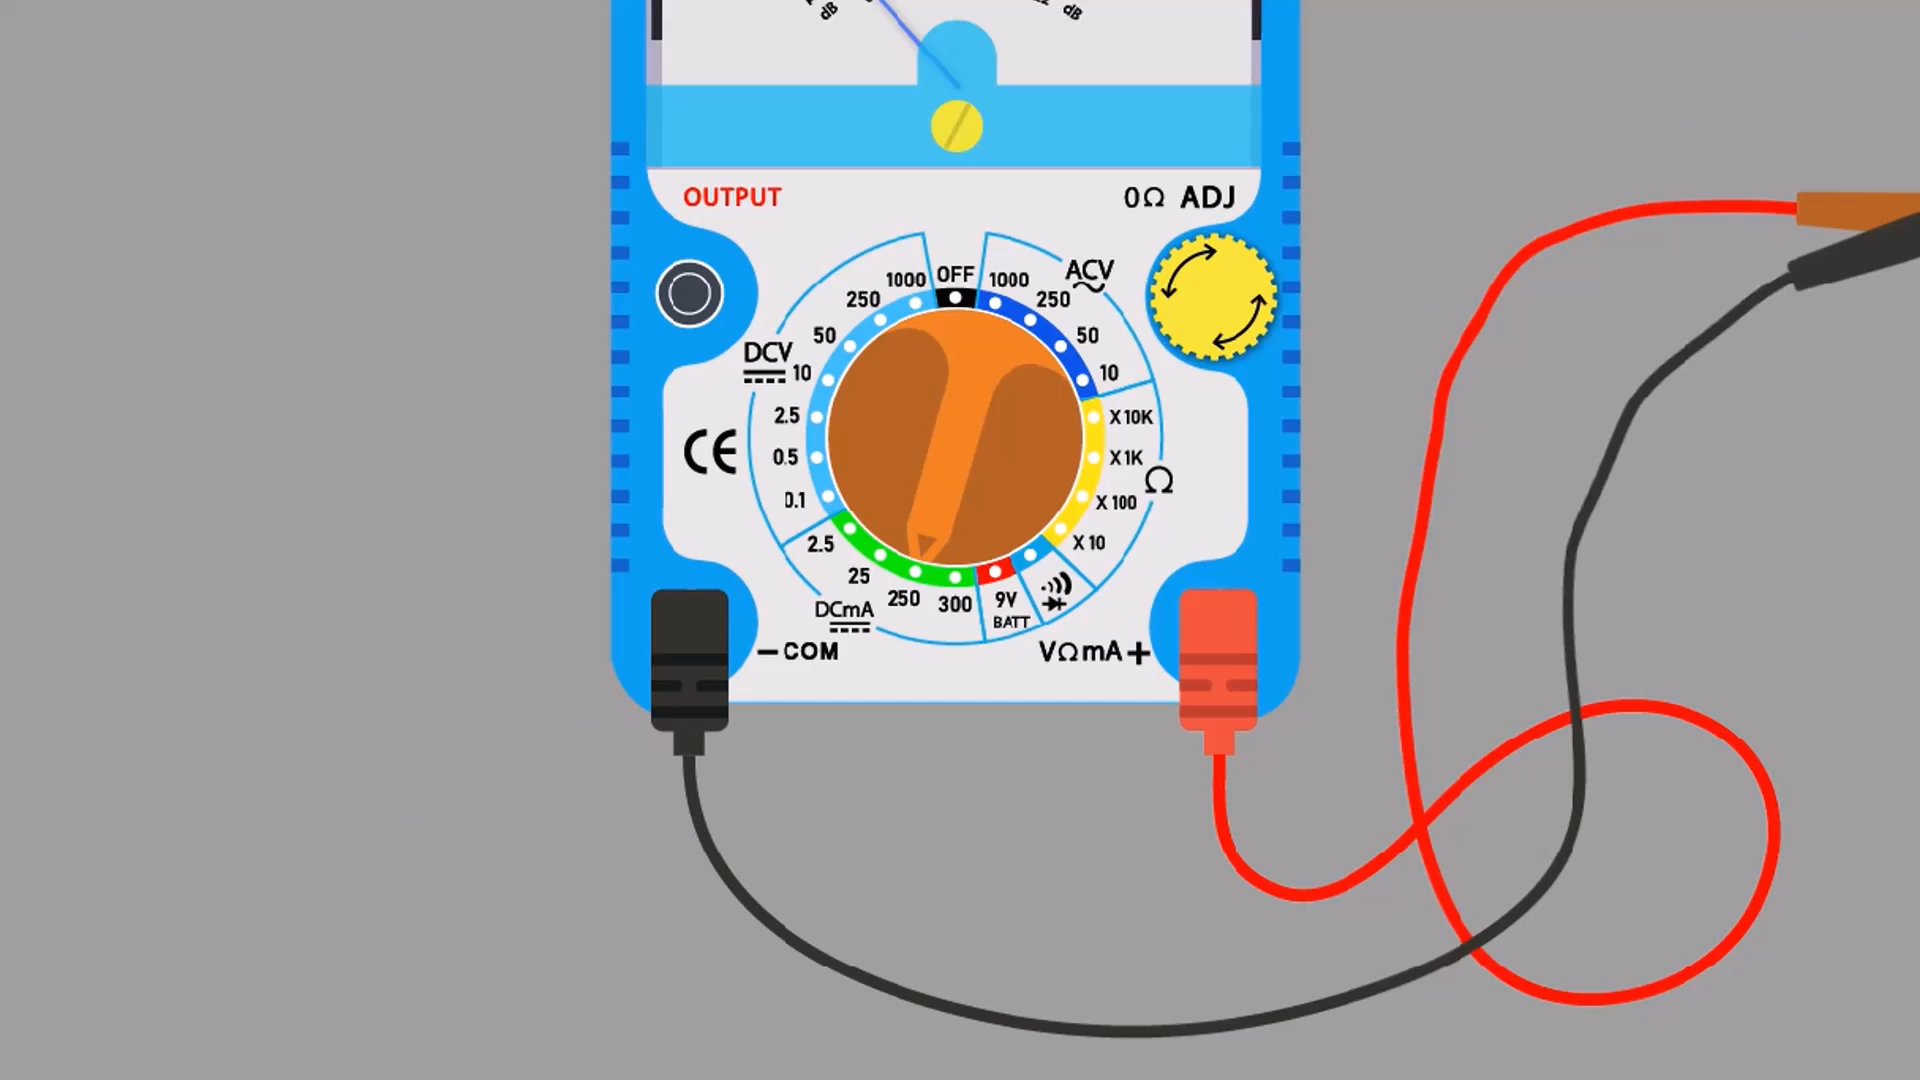 dB
dB
OUTPUT
0Ω ADJ
ACV
OFF
1000
1000
250
250
50
50
DCV
10
10
2.5
X 10K
CE
0.5
X 1K
Ω
0.1
X 100
2.5
X 10
25
250
300
9V
BATT
DCmA
−COM
VΩmA+